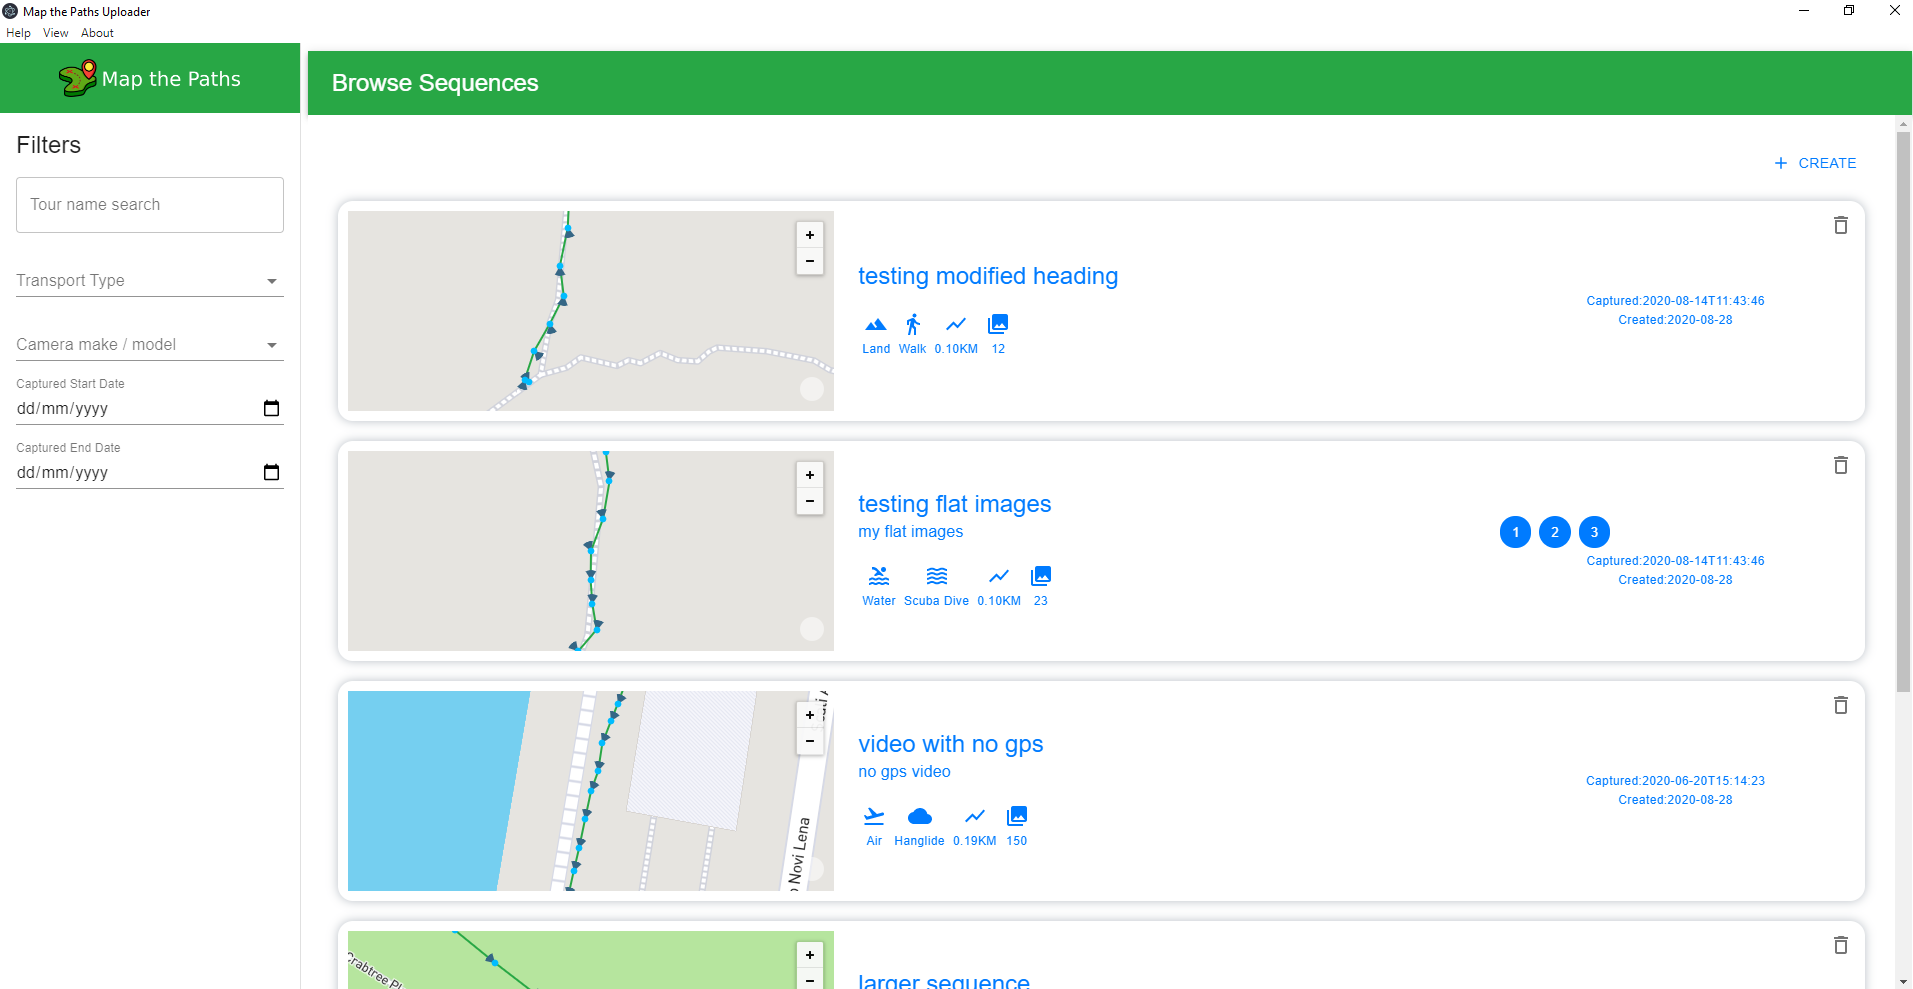 Map the Paths Uploader
Help View About
Map the Paths
Browse Sequences
Filters
Tour name search
Transport Type
Camera make / model
Captured Start Date
dd/mm/yyyy
Captured End Date
dd/mm/yyyy
+ CREATE
+
−
testing modified heading
Land Walk 0.10KM 12
Captured:2020-08-14T11:43:46
Created:2020-08-28
+
−
testing flat images
my flat images
Water Scuba Dive 0.10KM 23
1 2 3
Captured:2020-08-14T11:43:46
Created:2020-08-28
+
−
Novi Lena
video with no gps
no gps video
Air Hanglide 0.19KM 150
Captured:2020-06-20T15:14:23
Created:2020-08-28
Crabtree Pl
+
−
larger sequence